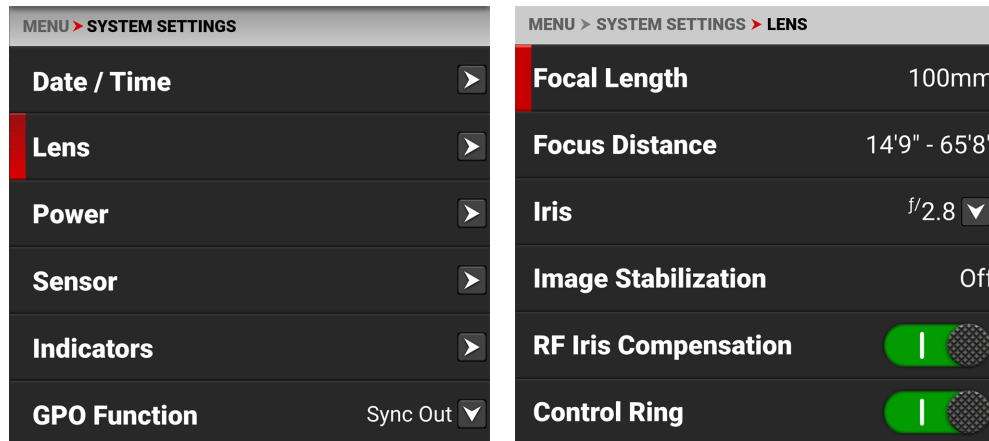 MENU > SYSTEM SETTINGS
Date / Time
Lens
Power
Sensor
Indicators
GPO Function Sync Out
MENU > SYSTEM SETTINGS > LENS
Focal Length 100mm
Focus Distance 14'9" - 65'8"
Iris ƒ/2.8
Image Stabilization Off
RF Iris Compensation
Control Ring